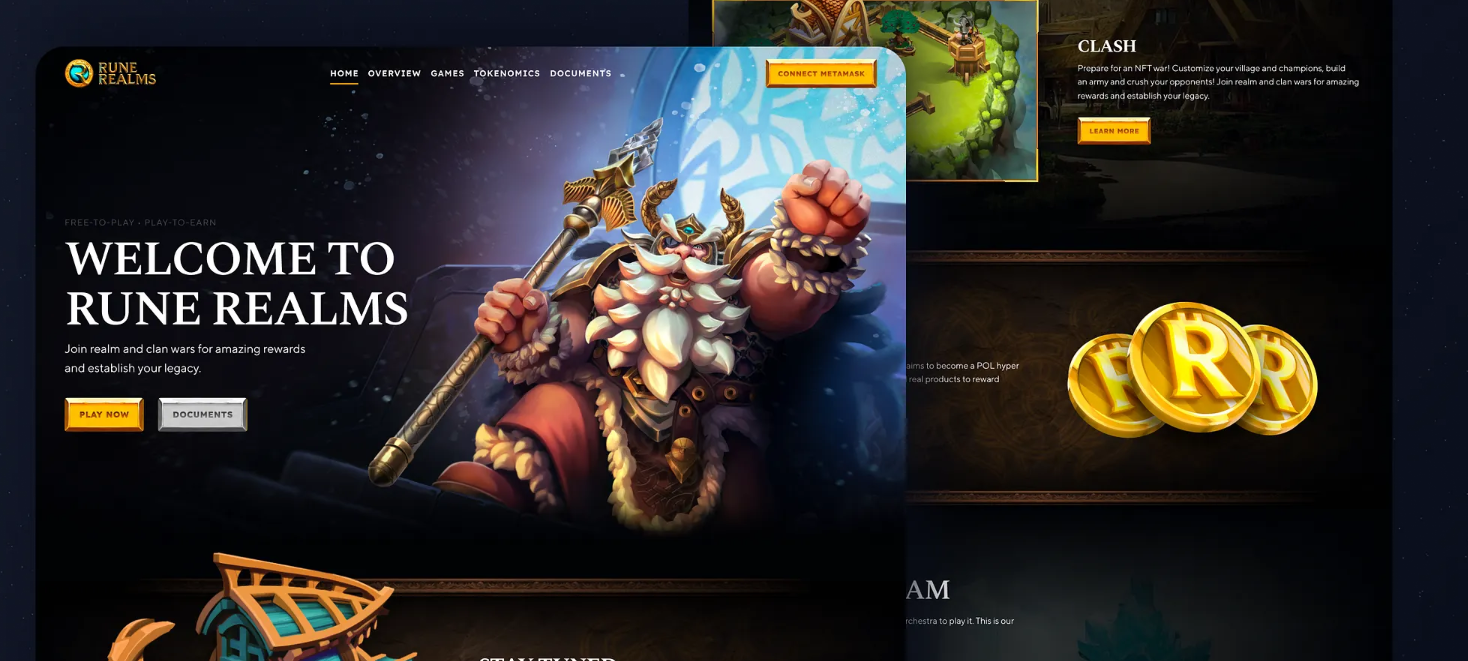 RUNE
REALMS
HOME OVERVIEW GAMES TOKENOMICS DOCUMENTS
CONNECT METAMASK
FREE-TO-PLAY • PLAY-TO-EARN
WELCOME TO
RUNE REALMS
Join realm and clan wars for amazing rewards
and establish your legacy.
PLAY NOW
DOCUMENTS
STAY TUNED
CLASH
Prepare for an NFT war! Customize your village and champions, build
an army and crush your opponents! Join realm and clan wars for amazing
rewards and establish your legacy.
LEARN MORE
aims to become a POL hyper
real products to reward
R R R
AM
rchestra to play it. This is our